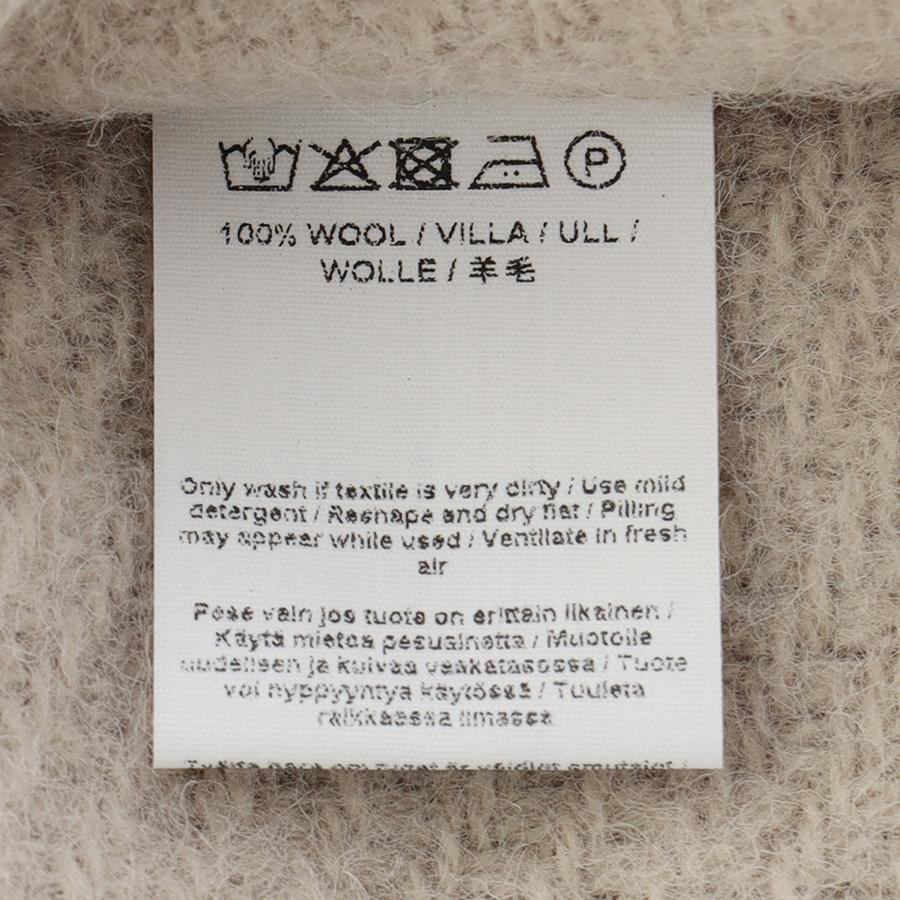 P
100% WOOL / VILLA / ULL /
WOLLE / 羊毛
Only wash if textile is very dirty / Use mild
detergent / Reshape and dry flat / Pilling
may appear while used / Ventilate in fresh
air
Pese vain jos tuote on erittäin likainen /
Käytä mietoa pesuainetta / Muotoile
uudelleen ja kuivaa vaakatasossa / Tuote
voi nyppyyntyä käytössä / Tuuleta
raikkaassa ilmassa